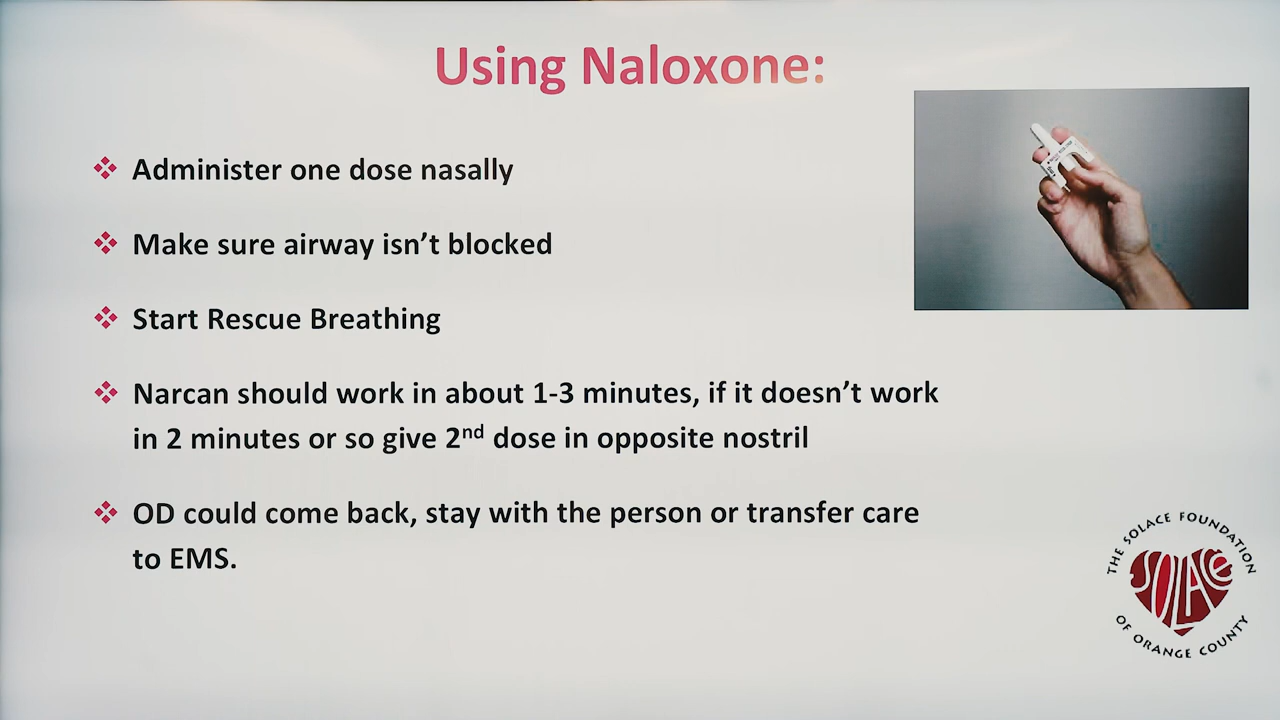 Using Naloxone:
Administer one dose nasally
Make sure airway isn’t blocked
Start Rescue Breathing
Narcan should work in about 1-3 minutes, if it doesn’t work
in 2 minutes or so give 2nd dose in opposite nostril
OD could come back, stay with the person or transfer care
to EMS.
THE SOLACE FOUNDATION
SOLACE
OF ORANGE COUNTY